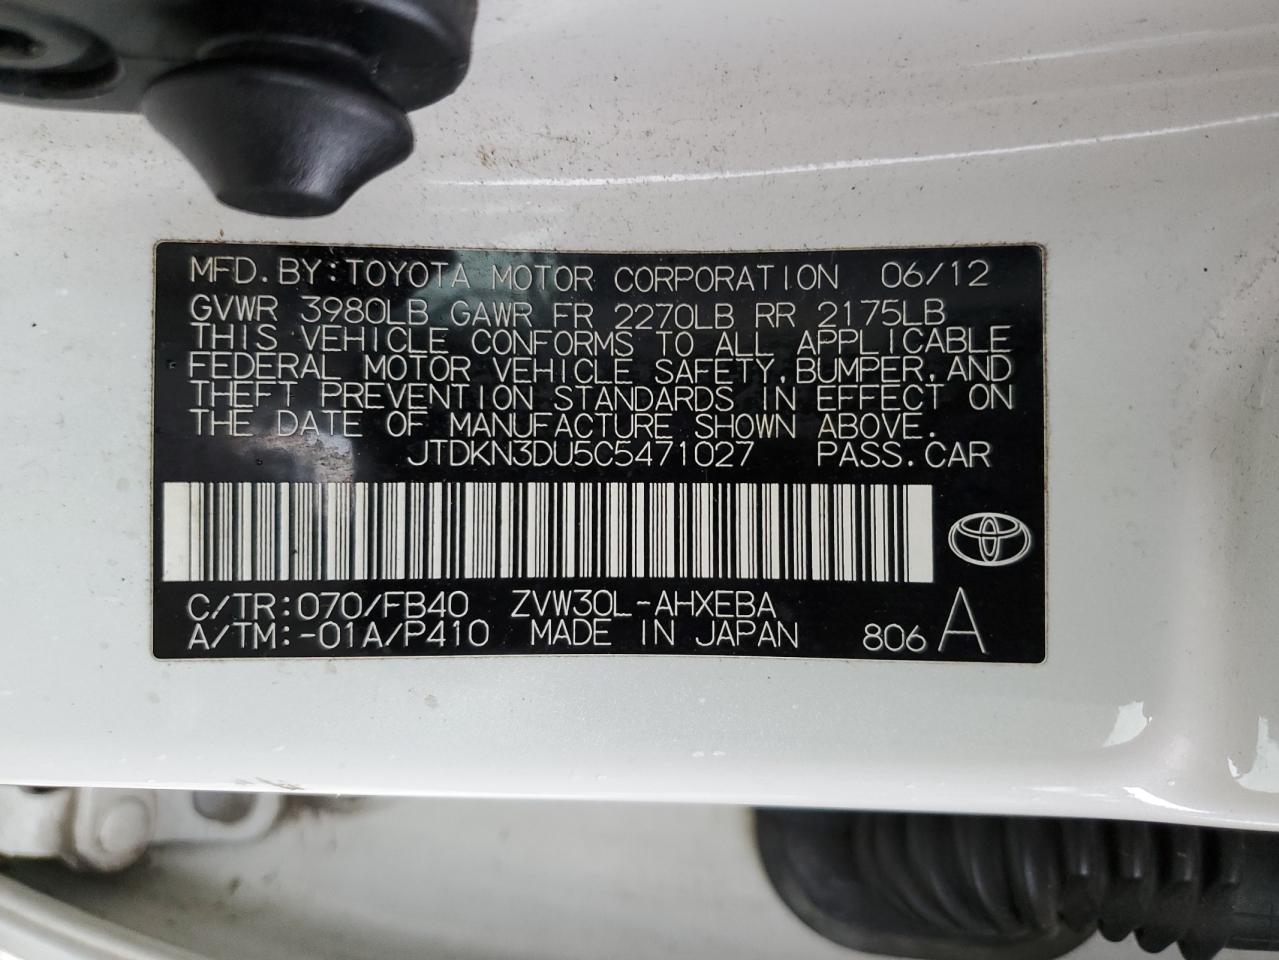 MFD. BY: TOYOTA MOTOR CORPORATION 06/12
GVWR 3980LB GAWR FR 2270LB RR 2175LB
THIS VEHICLE CONFORMS TO ALL APPLICABLE
FEDERAL MOTOR VEHICLE SAFETY, BUMPER, AND
THEFT PREVENTION STANDARDS IN EFFECT ON
THE DATE OF MANUFACTURE SHOWN ABOVE.
JTDKN3DU5C5471027 PASS. CAR
C/TR: 070/FB40 ZVW30L-AHXEBA
A/TM: -01A/P410 MADE IN JAPAN 806 A